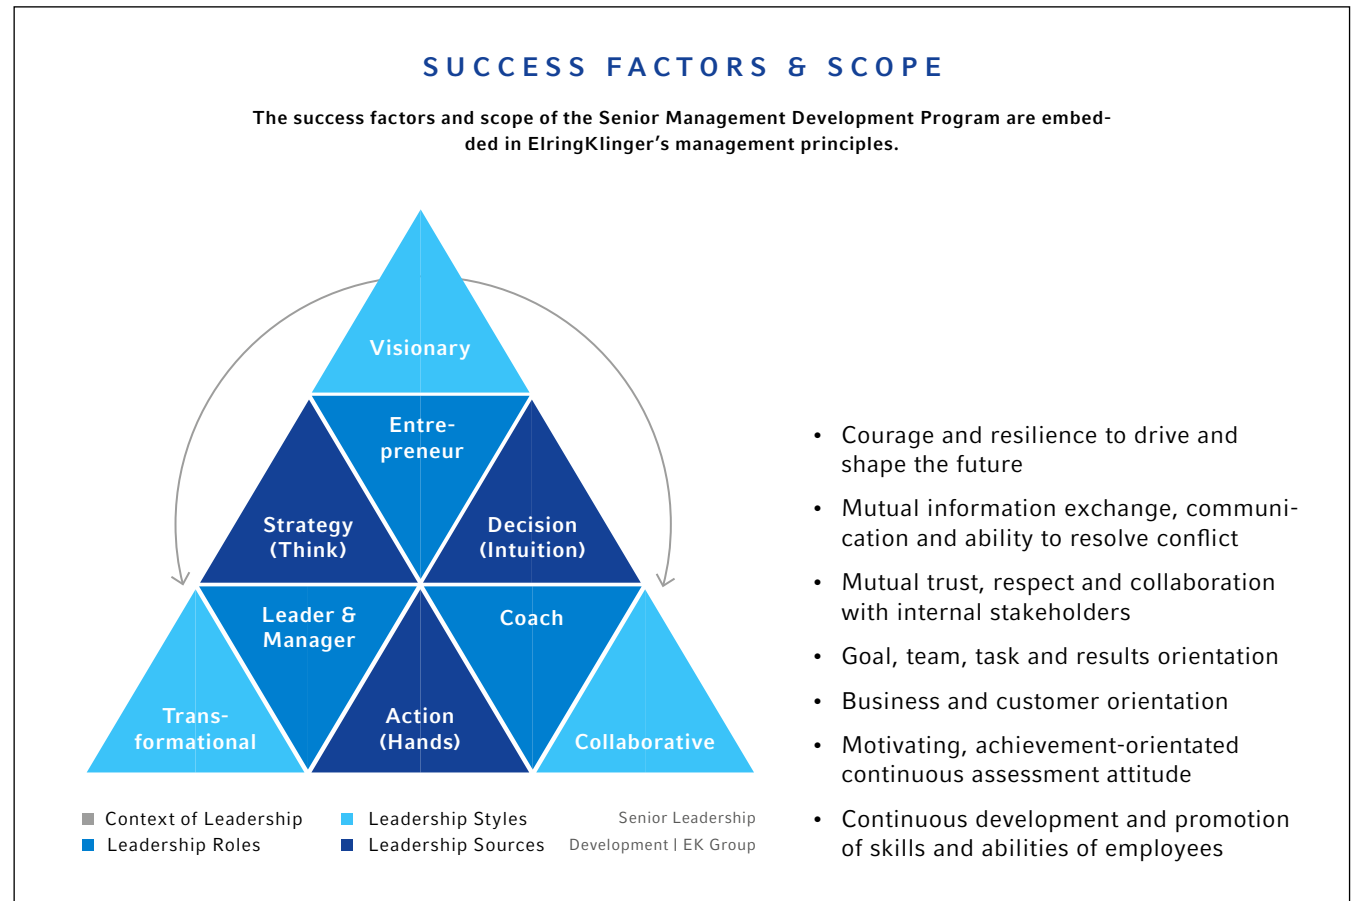 SUCCESS FACTORS & SCOPE
The success factors and scope of the Senior Management Development Program are embed-
ded in ElringKlinger's management principles.
Visionary
Entre-
preneur
Strategy
(Think)
Decision
(Intuition)
Leader &
Manager
Coach
Trans-
formational
Action
(Hands)
Collaborative
Context of Leadership
Leadership Roles
Leadership Styles
Leadership Sources
Senior Leadership
Development | EK Group
• Courage and resilience to drive and
shape the future
• Mutual information exchange, communi-
cation and ability to resolve conflict
• Mutual trust, respect and collaboration
with internal stakeholders
• Goal, team, task and results orientation
• Business and customer orientation
• Motivating, achievement-orientated
continuous assessment attitude
• Continuous development and promotion
of skills and abilities of employees